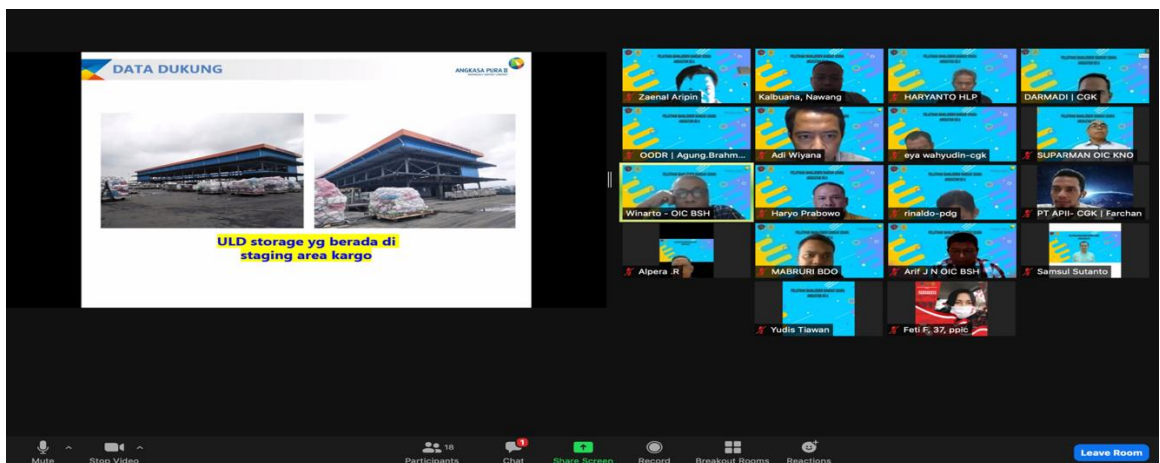 DATA DUKUNG
ANGKASA PURA II
ULD storage yg berada di
staging area kargo
Zaenal Aripin
Kalbuana, Nawang
HARYANTO HLP
DARMADI | CGK
OODR | Agung.Brahm...
Adi Wiyana
eya wahyudin-cgk
SUPARMAN OIC KNO
Winarto - OIC BSH
Haryo Prabowo
rinaldo-pdg
PT APII- CGK | Farchan
Alpera .R
MABRURI BDO
Arif J N OIC BSH
Samsul Sutanto
Yudis Tiawan
Feti F, 37, ppic
Mute
Stop Video
18
Participants
1
Chat
Share Screen
Record
Breakout Rooms
Reactions
Leave Room